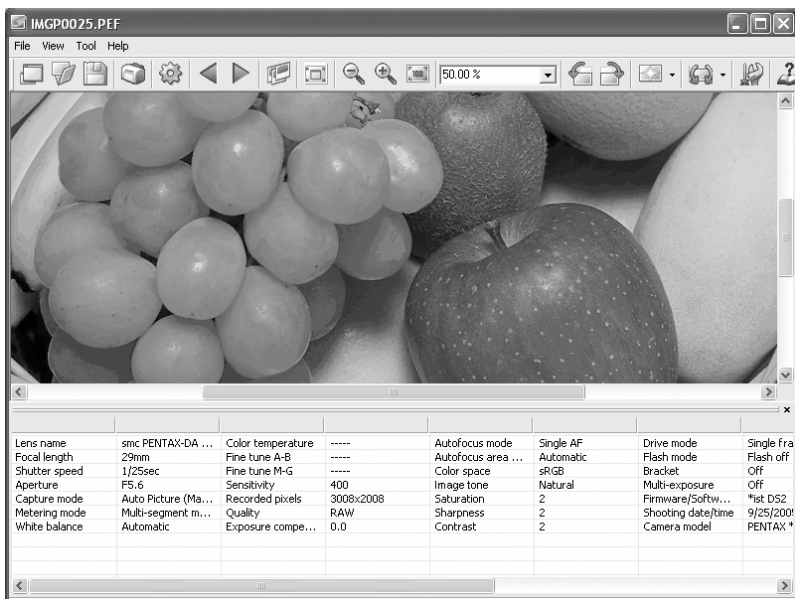 IMGP0025.PEF
File View Tool Help
100 50.00 %
Lens name smc PENTAX-DA ... Color temperature ----- Autofocus mode Single AF Drive mode Single fra
Focal length 29mm Fine tune A-B ----- Autofocus area ... Automatic Flash mode Flash off
Shutter speed 1/25sec Fine tune M-G ----- Color space sRGB Bracket Off
Aperture F5.6 Sensitivity 400 Image tone Natural Multi-exposure Off
Capture mode Auto Picture (Ma... Recorded pixels 3008x2008 Saturation 2 Firmware/Softw... *ist DS2
Metering mode Multi-segment m... Quality RAW Sharpness 2 Shooting date/time 9/25/200
White balance Automatic Exposure compe... 0.0 Contrast 2 Camera model PENTAX *